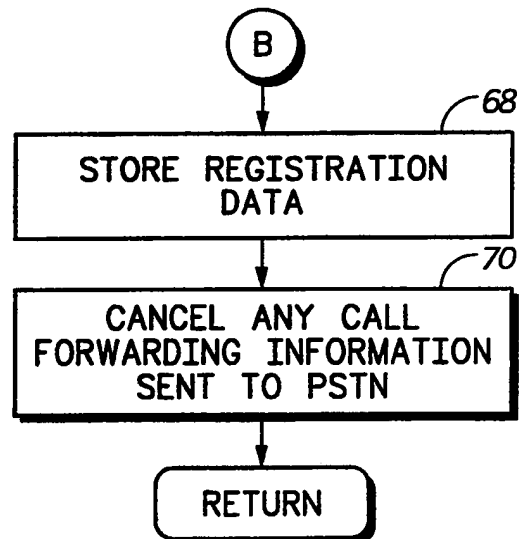 B
68
STORE REGISTRATION
DATA
70
CANCEL ANY CALL
FORWARDING INFORMATION
SENT TO PSTN
RETURN